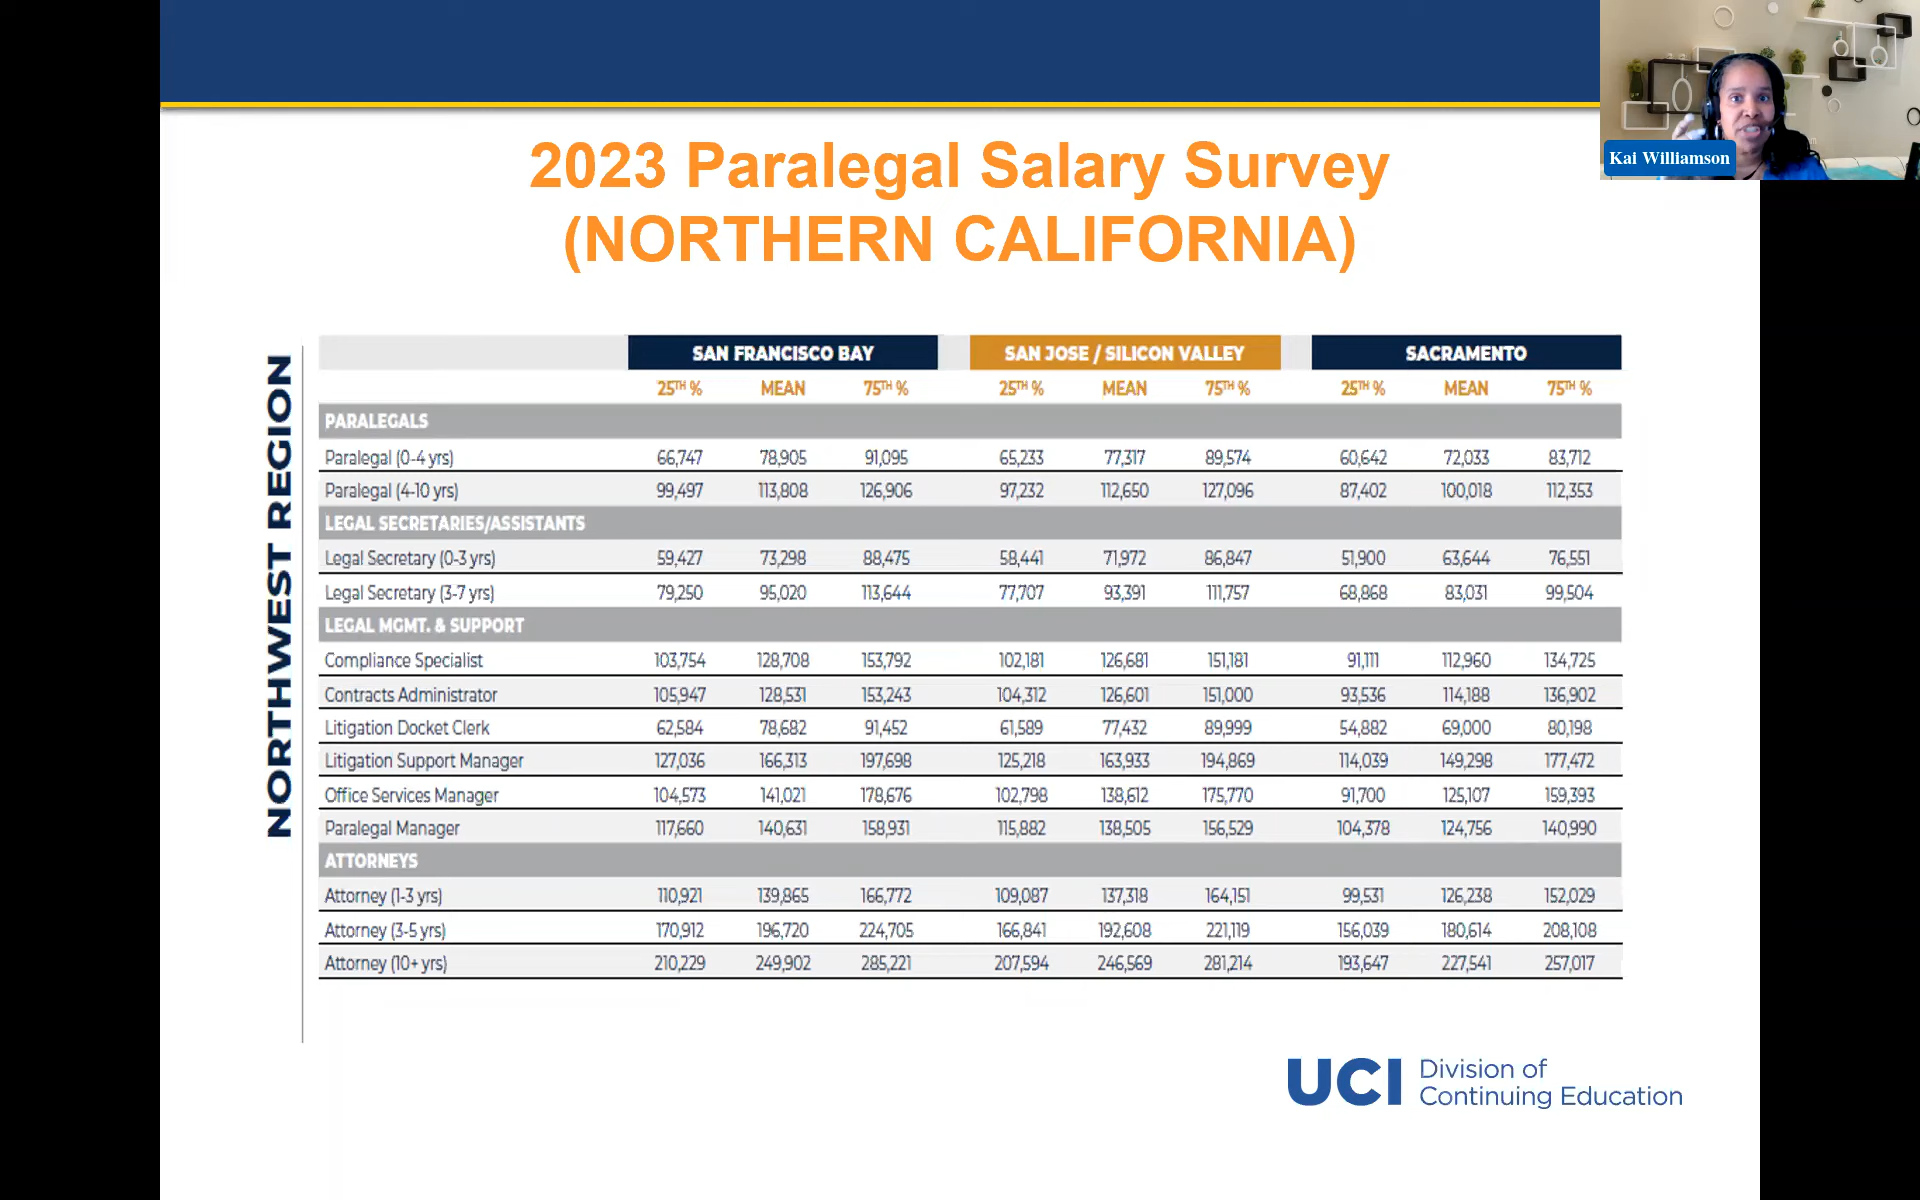 Kai Williamson
2023 Paralegal Salary Survey
(NORTHERN CALIFORNIA)
NORTHWEST REGION
SAN FRANCISCO BAY SAN JOSE / SILICON VALLEY SACRAMENTO
25TH % MEAN 75TH % 25TH % MEAN 75TH % 25TH % MEAN 75TH %
PARALEGALS
Paralegal (0-4 yrs) 66,747 78,905 91,095 65,233 77,317 89,574 60,642 72,033 83,712
Paralegal (4-10 yrs) 99,497 113,808 126,906 97,232 112,650 127,096 87,402 100,018 112,353
LEGAL SECRETARIES/ASSISTANTS
Legal Secretary (0-3 yrs) 59,427 73,298 88,475 58,441 71,972 86,847 51,900 63,644 76,551
Legal Secretary (3-7 yrs) 79,250 95,020 113,644 77,707 93,391 111,757 68,868 83,031 99,504
LEGAL MGMT. & SUPPORT
Compliance Specialist 103,754 128,708 153,792 102,181 126,681 151,181 91,111 112,960 134,725
Contracts Administrator 105,947 128,531 153,243 104,312 126,601 151,000 93,536 114,188 136,902
Litigation Docket Clerk 62,584 78,682 91,452 61,589 77,432 89,999 54,882 69,000 80,198
Litigation Support Manager 127,036 166,313 197,698 125,218 163,933 194,869 114,039 149,298 177,472
Office Services Manager 104,573 141,021 178,676 102,798 138,612 175,770 91,700 125,107 159,393
Paralegal Manager 117,660 140,631 158,931 115,882 138,505 156,529 104,378 124,756 140,990
ATTORNEYS
Attorney (1-3 yrs) 110,921 139,865 166,772 109,087 137,318 164,151 99,531 126,238 152,029
Attorney (3-5 yrs) 170,912 196,720 224,705 166,841 192,608 221,119 156,039 180,614 208,108
Attorney (10+ yrs) 210,229 249,902 285,221 207,594 246,569 281,214 193,647 227,541 257,017
UCI Division of
Continuing Education